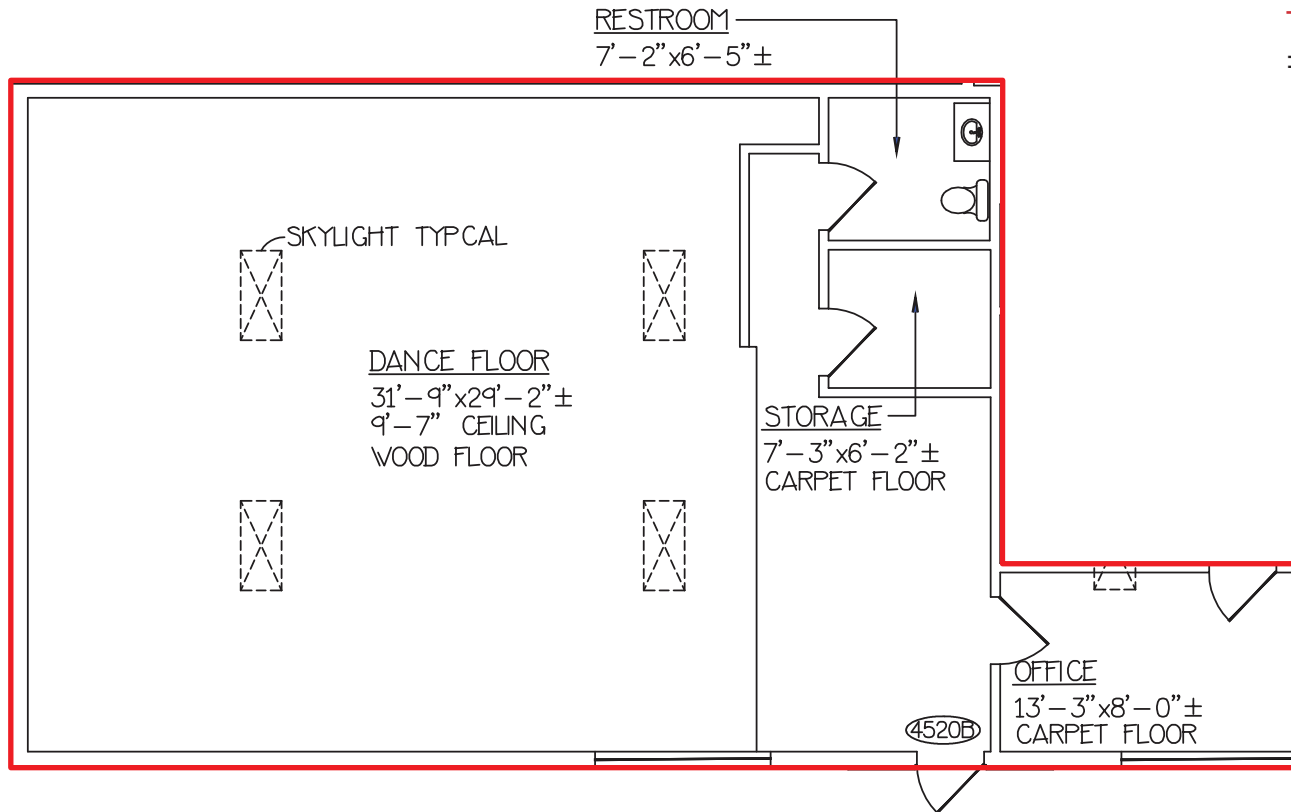 RESTROOM
7'-2"x6'-5"±
SKYLIGHT TYPCAL
DANCE FLOOR
31'-9"x29'-2"±
9'-7" CEILING
WOOD FLOOR
STORAGE
7'-3"x6'-2"±
CARPET FLOOR
OFFICE
13'-3"x8'-0"±
CARPET FLOOR
4520B